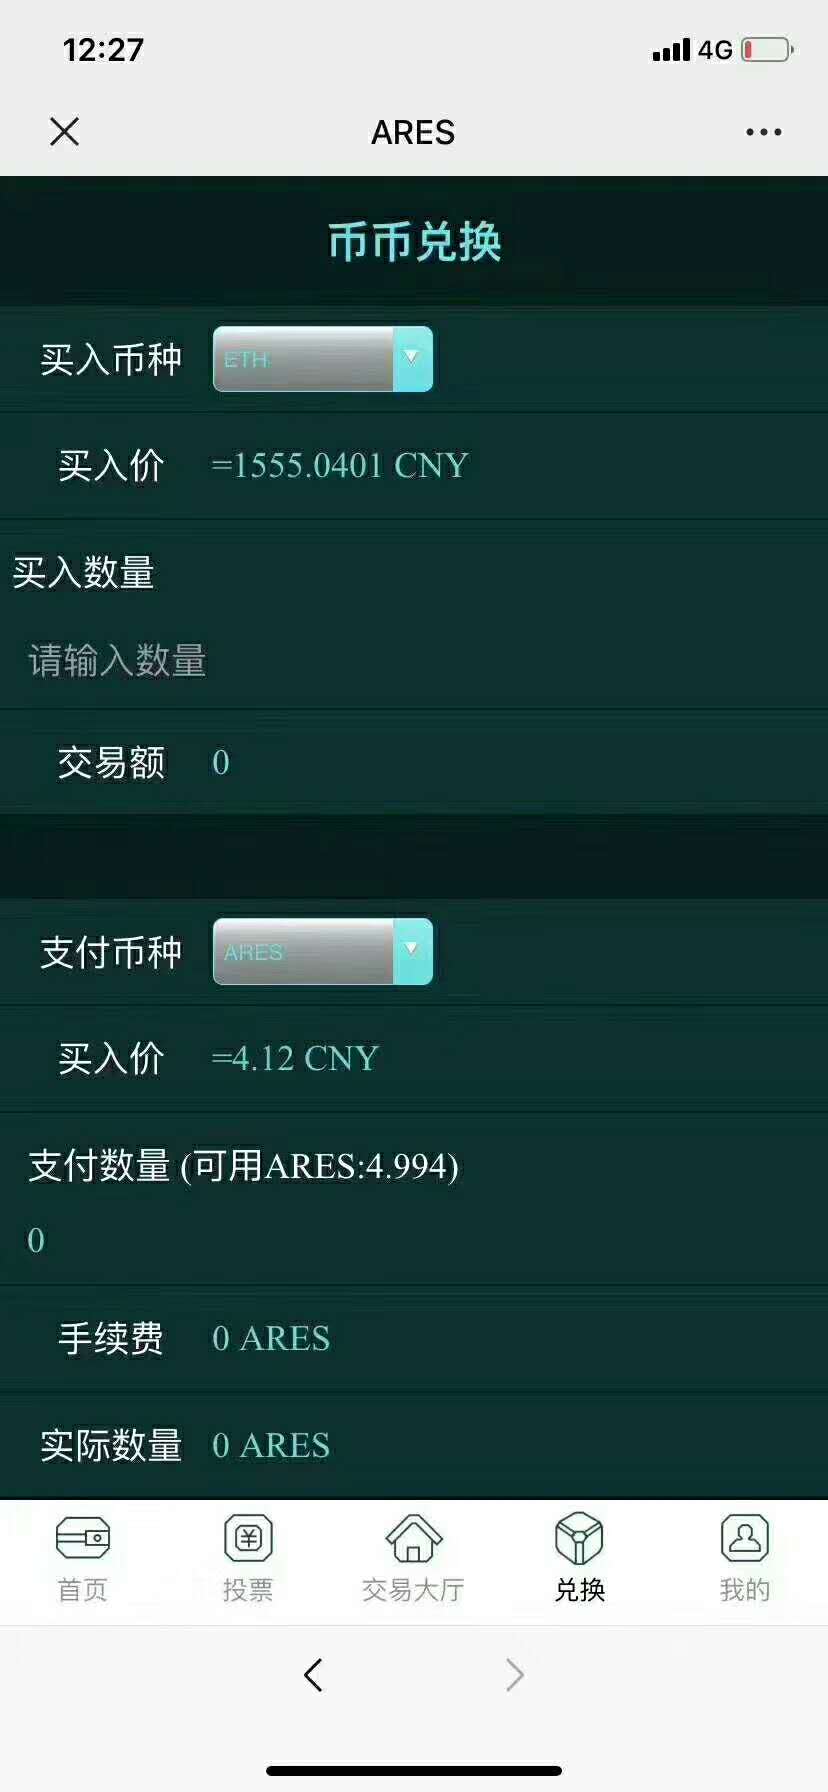 12:27
4G
ARES
币币兑换
买入币种 ETH
买入价 =1555.0401 CNY
买入数量
请输入数量
交易额 0
支付币种 ARES
买入价 =4.12 CNY
支付数量 (可用ARES:4.994)
0
手续费 0 ARES
实际数量 0 ARES
首页 投票 交易大厅 兑换 我的